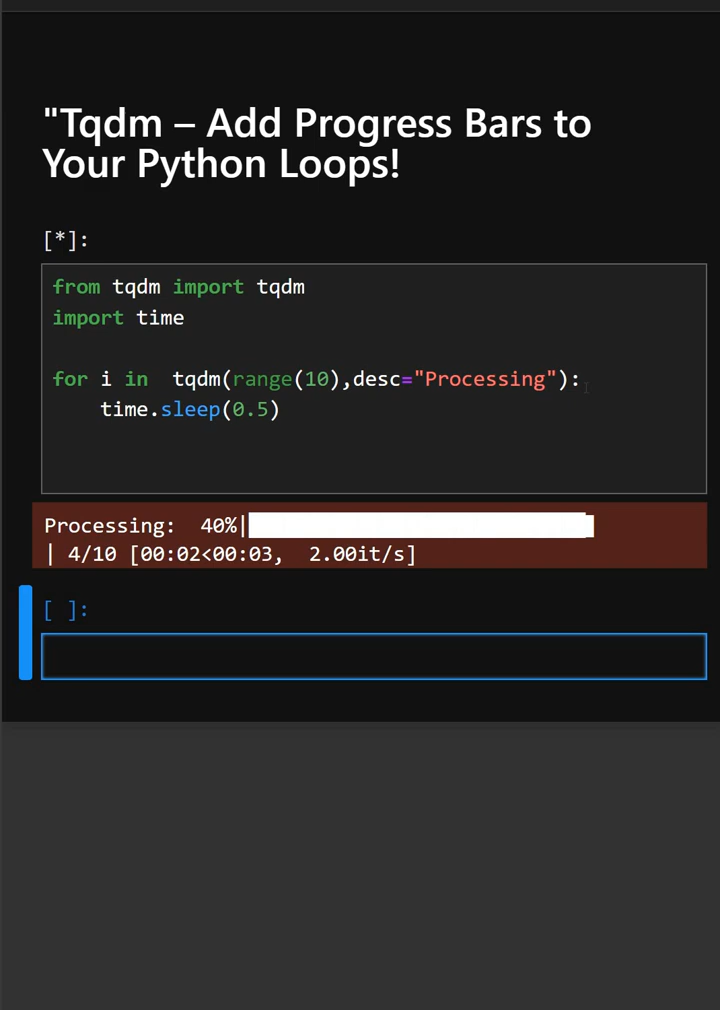 "Tqdm – Add Progress Bars to
Your Python Loops!
[*]:
from tqdm import tqdm
import time
for i in  tqdm(range(10),desc="Processing"):
    time.sleep(0.5)
Processing:  40%|
| 4/10 [00:02<00:03,  2.00it/s]
[ ]: